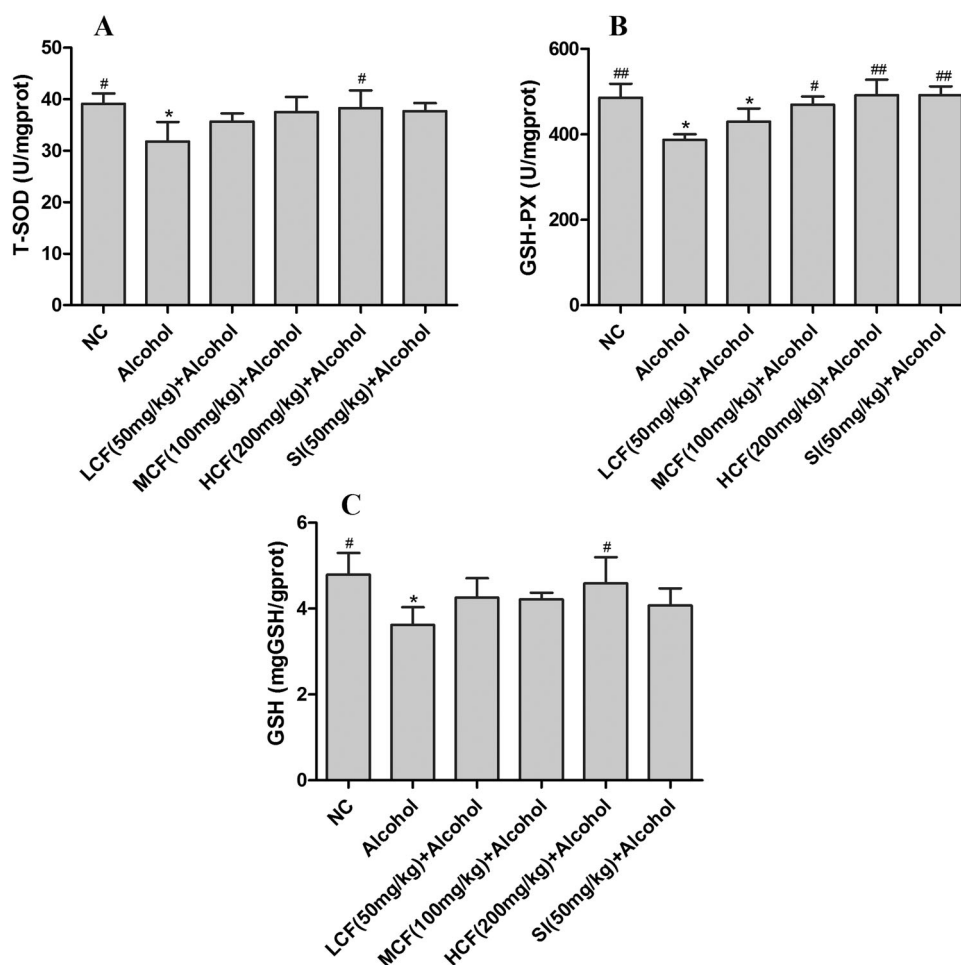 A
T-SOD (U/mgprot)
50
40
30
20
10
0
#
*
#
NC
Alcohol
LCF(50mg/kg)+Alcohol
MCF(100mg/kg)+Alcohol
HCF(200mg/kg)+Alcohol
SI(50mg/kg)+Alcohol
B
GSH-PX (U/mgprot)
600
400
200
0
##
*
*
#
##
##
NC
Alcohol
LCF(50mg/kg)+Alcohol
MCF(100mg/kg)+Alcohol
HCF(200mg/kg)+Alcohol
SI(50mg/kg)+Alcohol
C
GSH (mgGSH/gprot)
6
4
2
0
#
*
#
NC
Alcohol
LCF(50mg/kg)+Alcohol
MCF(100mg/kg)+Alcohol
HCF(200mg/kg)+Alcohol
SI(50mg/kg)+Alcohol